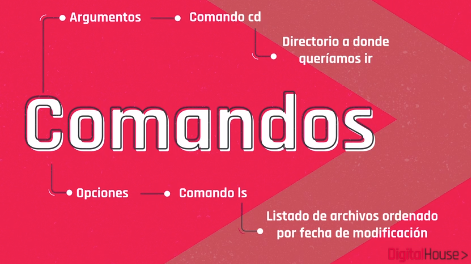 Argumentos
Comando cd
Directorio a donde
queríamos ir
Comandos
Opciones
Comando ls
Listado de archivos ordenado
por fecha de modificación
DigitalHouse>